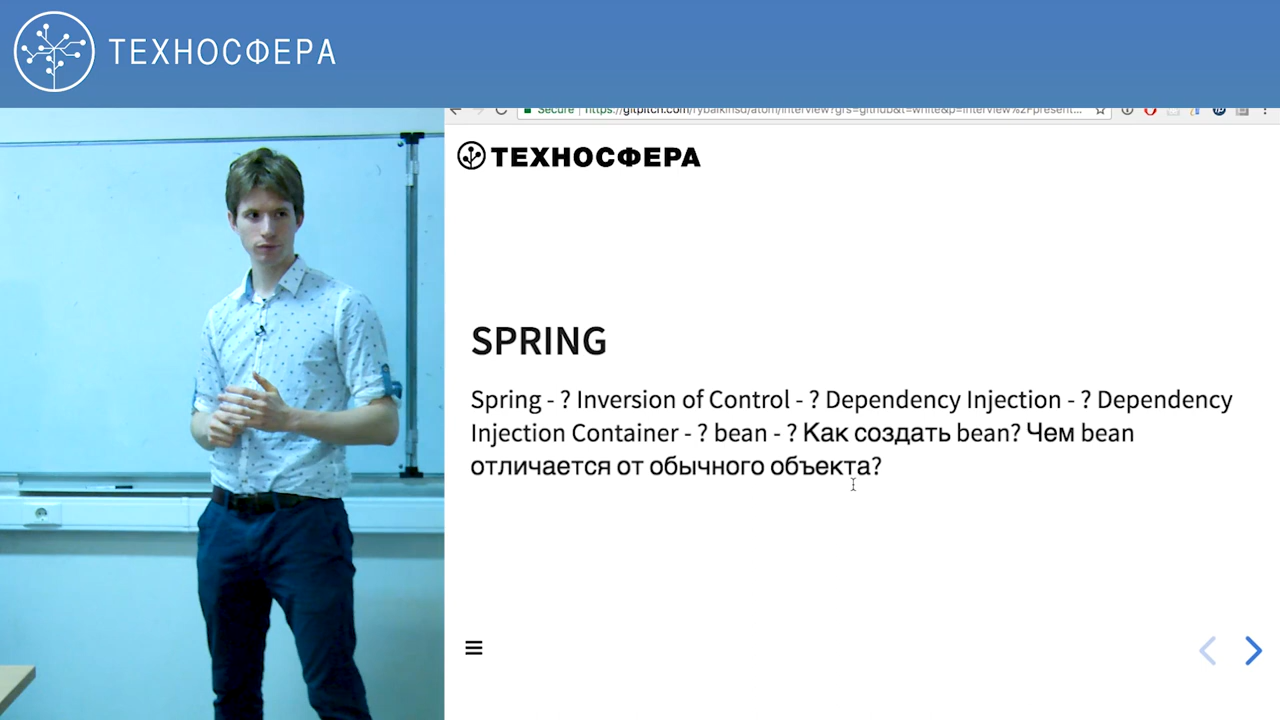 ТЕХНОСФЕРА
Secure
ТЕХНОСФЕРА
SPRING
Spring - ? Inversion of Control - ? Dependency Injection - ? Dependency
Injection Container - ? bean - ? Как создать bean? Чем bean
отличается от обычного объекта?